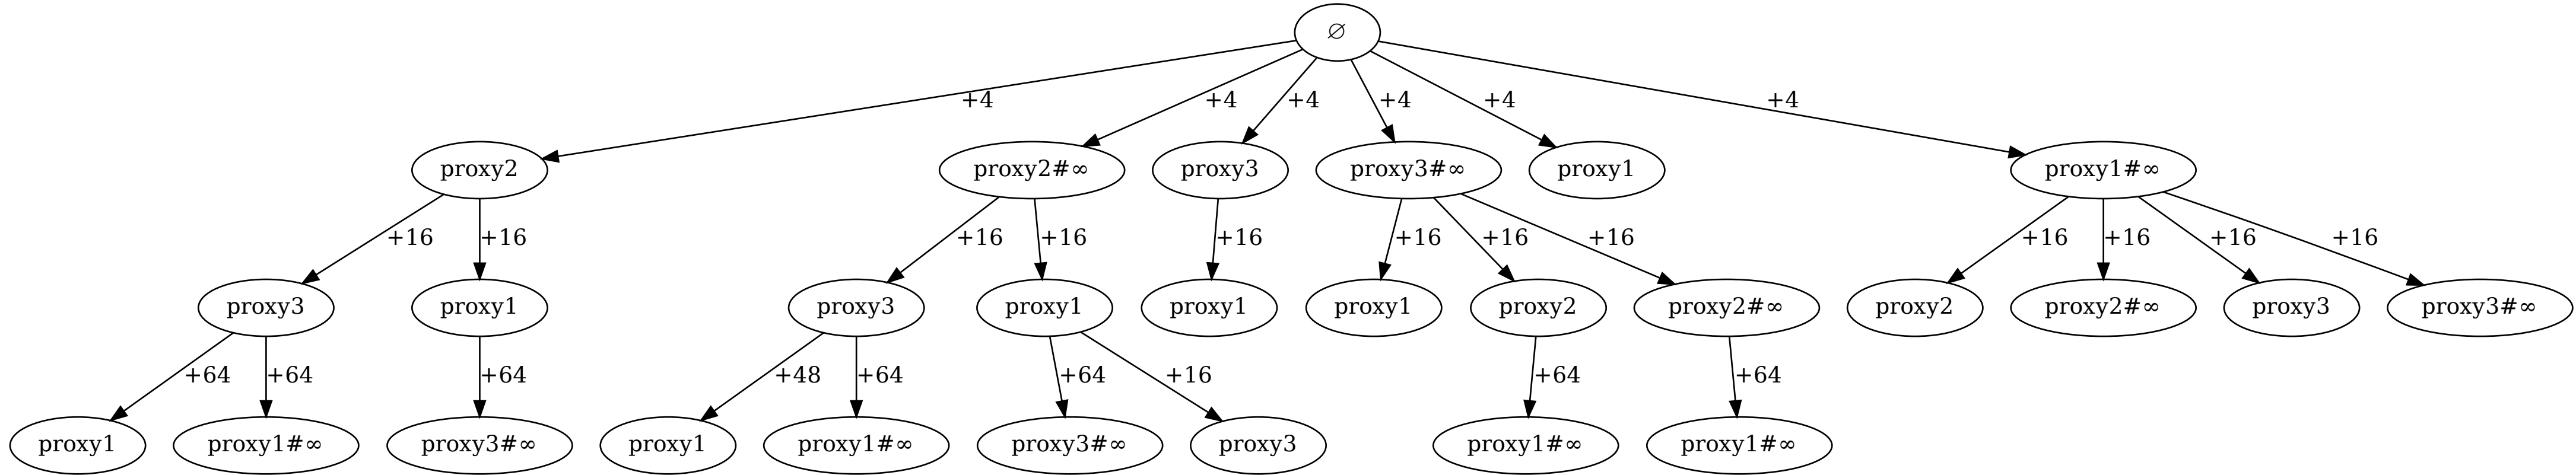 ∅
+4 +4 +4 +4 +4 +4
proxy2 proxy2#∞ proxy3 proxy3#∞ proxy1 proxy1#∞
+16 +16 +16 +16 +16 +16 +16 +16 +16 +16 +16 +16
proxy3 proxy1 proxy3 proxy1 proxy1 proxy1 proxy2 proxy2#∞ proxy2 proxy2#∞ proxy3 proxy3#∞
+64 +64 +64 +48 +64 +64 +16 +64 +64
proxy1 proxy1#∞ proxy3#∞ proxy1 proxy1#∞ proxy3#∞ proxy3 proxy1#∞ proxy1#∞